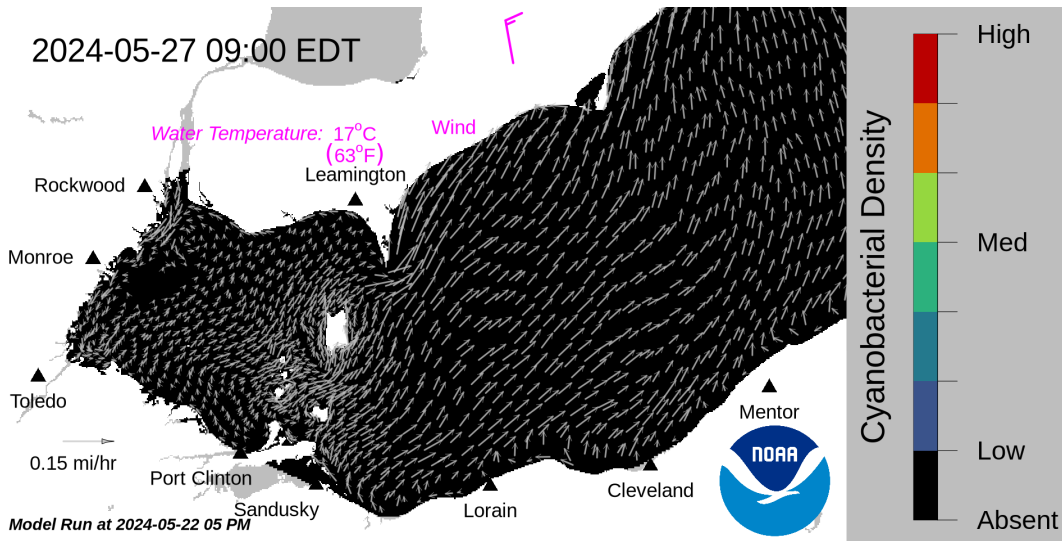 2024-05-27 09:00 EDT
Water Temperature: 17°C
(63°F)
Wind
Leamington
Rockwood
Monroe
Toledo
0.15 mi/hr
Port Clinton
Sandusky
Lorain
Cleveland
Mentor
NOAA
Model Run at 2024-05-22 05 PM
Cyanobacterial Density
High
Med
Low
Absent